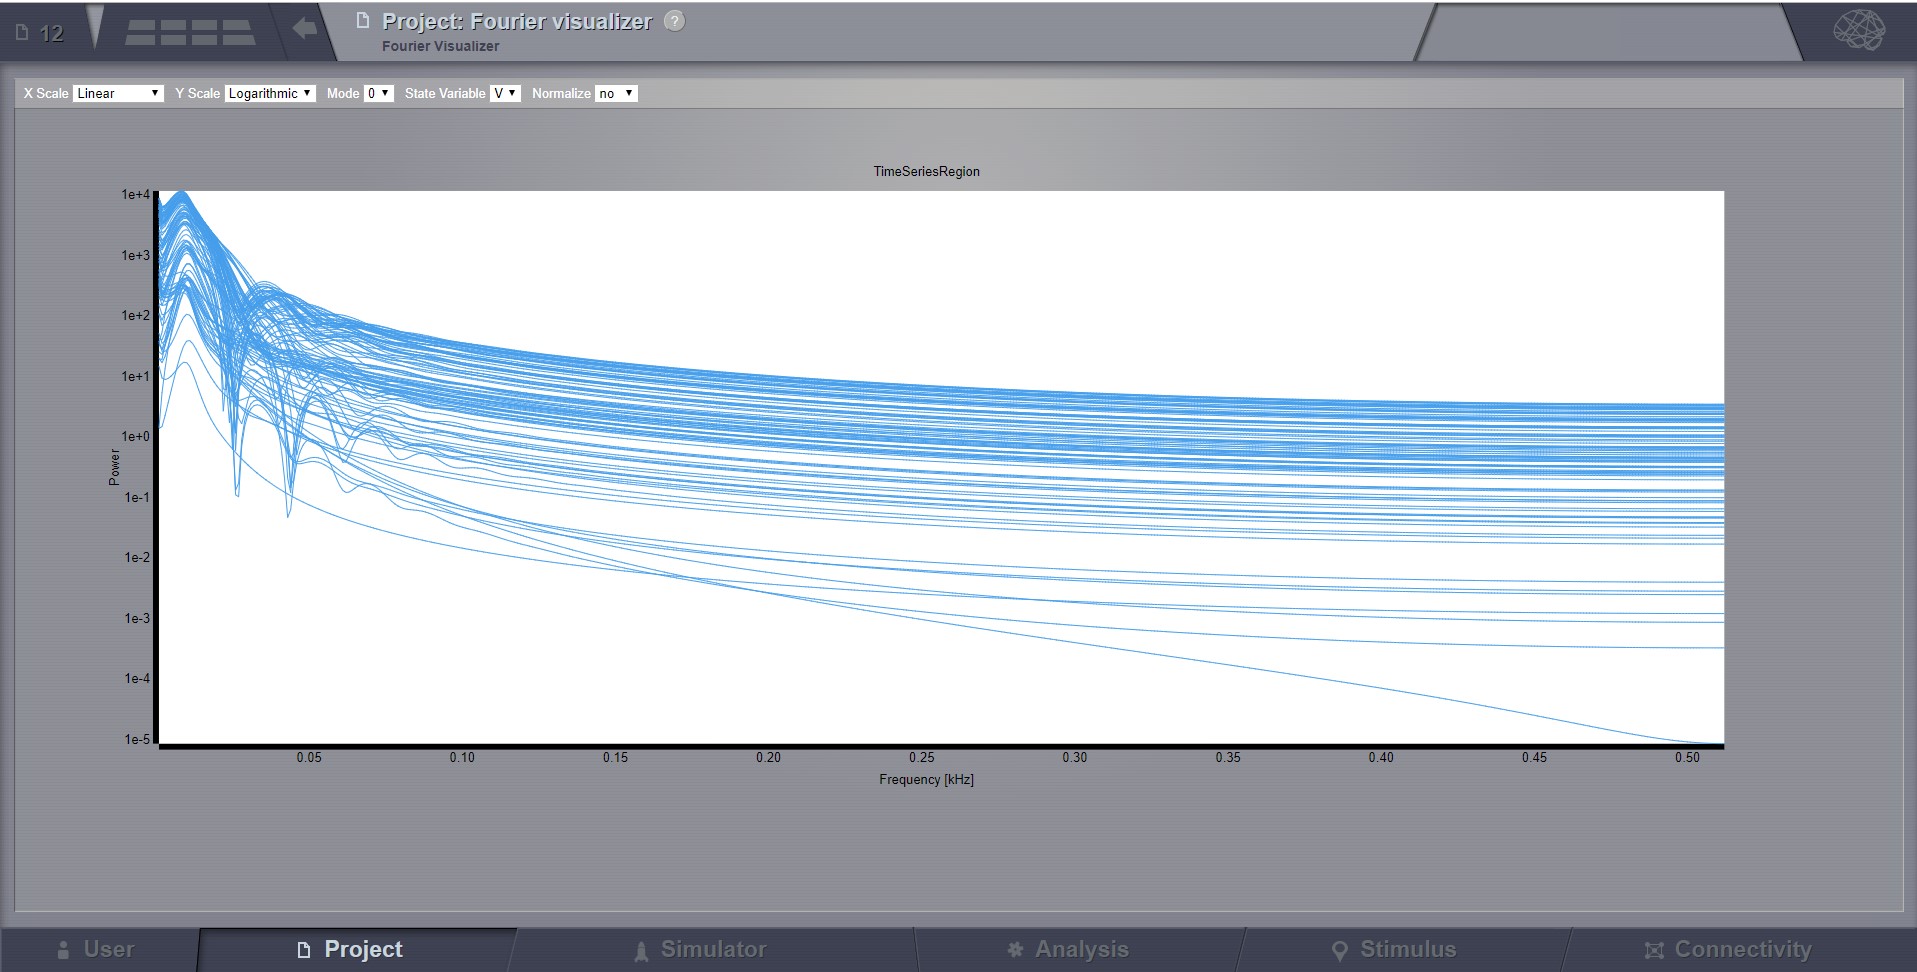 12
Project: Fourier visualizer ?
Fourier Visualizer
X Scale Linear Y Scale Logarithmic Mode 0 State Variable V Normalize no
TimeSeriesRegion
1e+4
1e+3
1e+2
1e+1
1e+0
Power
1e-1
1e-2
1e-3
1e-4
1e-5
0.05 0.10 0.15 0.20 0.25 0.30 0.35 0.40 0.45 0.50
Frequency [kHz]
User Project Simulator Analysis Stimulus Connectivity